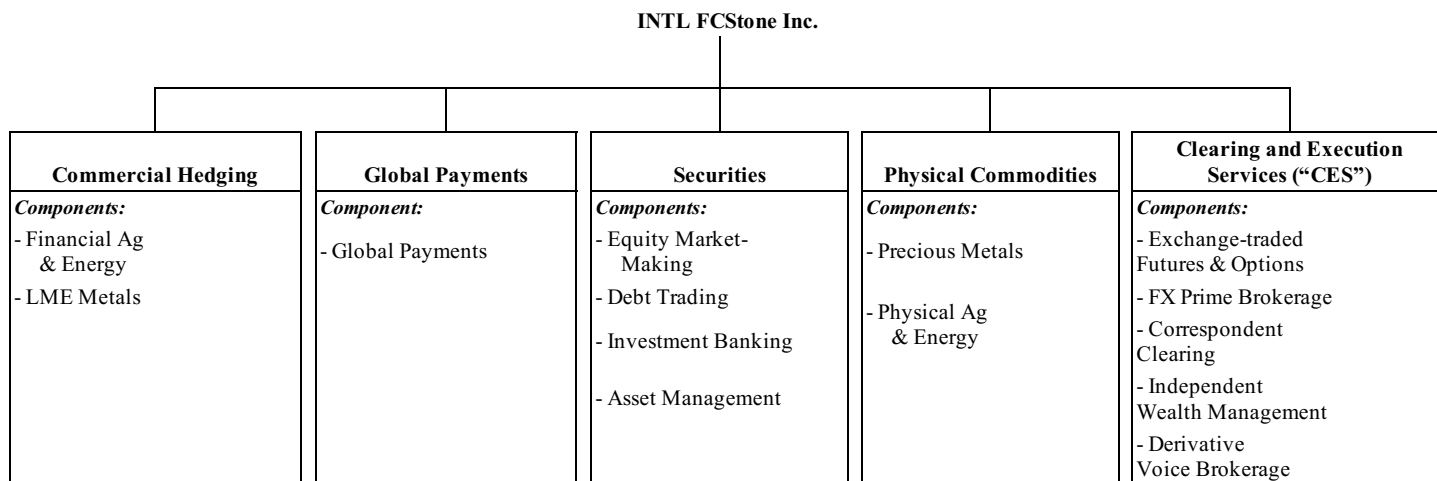 INTL FCStone Inc.
Commercial Hedging
Components:
- Financial Ag
& Energy
- LME Metals
Global Payments
Component:
- Global Payments
Securities
Components:
- Equity Market-
Making
- Debt Trading
- Investment Banking
- Asset Management
Physical Commodities
Components:
- Precious Metals
- Physical Ag
& Energy
Clearing and Execution
Services (“CES”)
Components:
- Exchange-traded
Futures & Options
- FX Prime Brokerage
- Correspondent
Clearing
- Independent
Wealth Management
- Derivative
Voice Brokerage